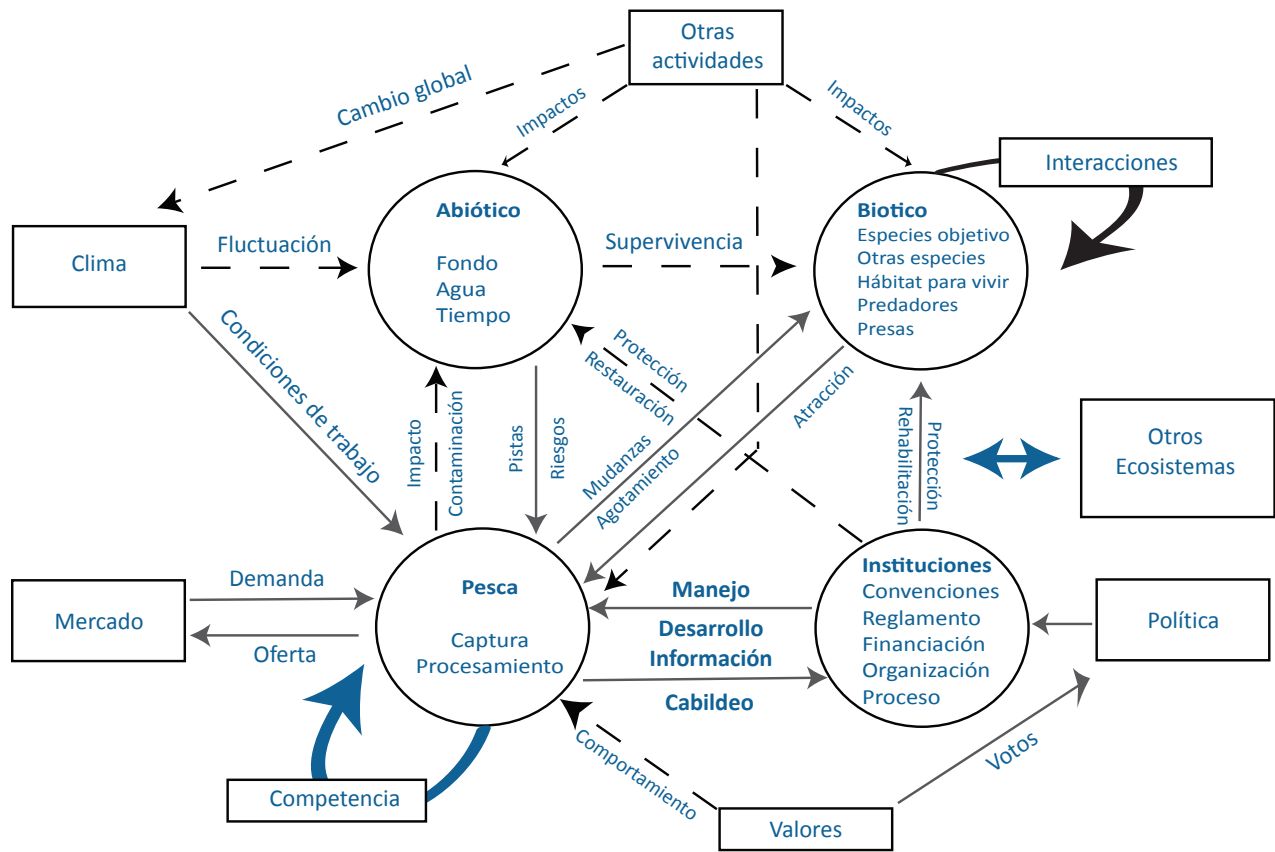 Otras
actividades
Cambio global
Impactos
Impactos
Interacciones
Abiótico
Fondo
Agua
Tiempo
Biotico
Especies objetivo
Otras especies
Hábitat para vivir
Predadores
Presas
Clima
Fluctuación
Supervivencia
Condiciones de trabajo
Protección
Restauración
Impacto
Contaminación
Pistas
Riesgos
Mudanzas
Agotamiento
Atracción
Protección
Rehabilitación
Otros
Ecosistemas
Mercado
Demanda
Oferta
Pesca
Captura
Procesamiento
Manejo
Desarrollo
Información
Cabildeo
Instituciones
Convenciones
Reglamento
Financiación
Organización
Proceso
Política
Competencia
Comportamiento
Valores
Votos